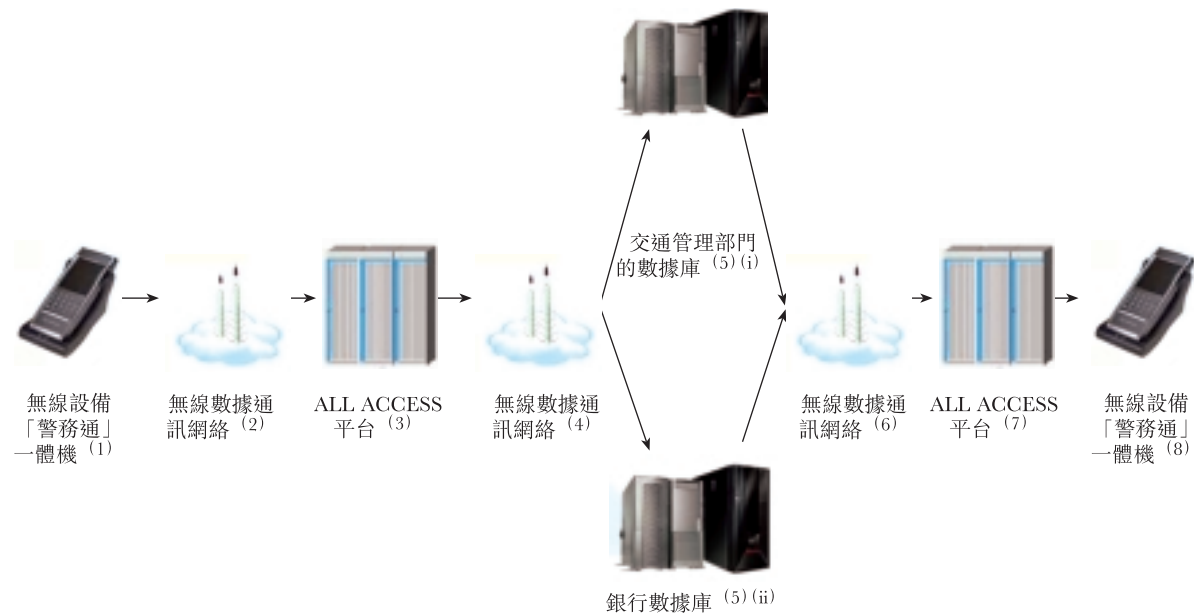 交通管理部門
的數據庫 (5)(i)
無線設備
「警務通」
一體機 (1)
無線數據通
訊網絡 (2)
ALL ACCESS
平台 (3)
無線數據通
訊網絡 (4)
無線數據通
訊網絡 (6)
ALL ACCESS
平台 (7)
無線設備
「警務通」
一體機 (8)
銀行數據庫 (5)(ii)